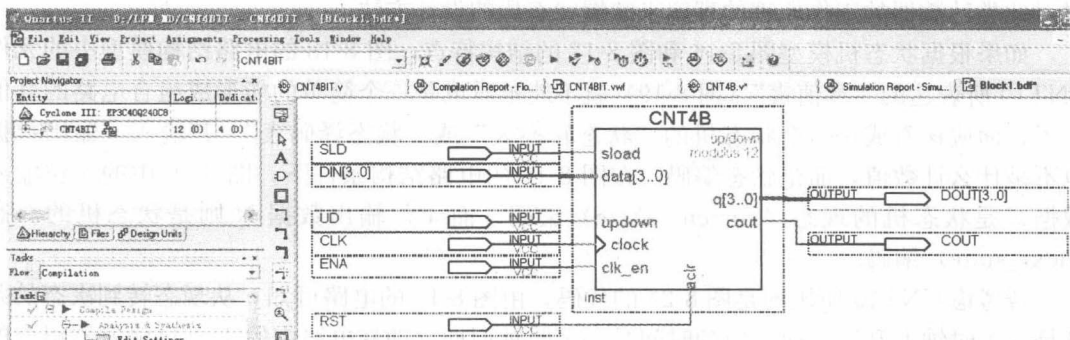 Quartus II - D:/LPM_MD/CNT4BIT - CNT4BIT - [Block1.bdf*]
File Edit View Project Assignments Processing Tools Window Help
CNT4BIT
Project Navigator
Entity Logi... Dedicat
Cyclone III: EP3C40Q240C8
CNT4BIT 12 (0) 4 (0)
Hierarchy Files Design Units
Tasks
Flow: Compilation
Task
Compile Design
Analysis & Synthesis
Edit Settings
CNT4BIT.v
Compilation Report - Flo...
CNT4BIT.vwf
CNT4B.v*
Simulation Report - Simu...
Block1.bdf*
CNT4B
up/down
modulus 12
SLD INPUT VCC sload
DIN[3..0] INPUT VCC data[3..0]
q[3..0] OUTPUT DOUT[3..0]
UD INPUT VCC updown
cout OUTPUT COUT
CLK INPUT VCC clock
ENA INPUT VCC clk_en
aclr
inst
RST INPUT VCC